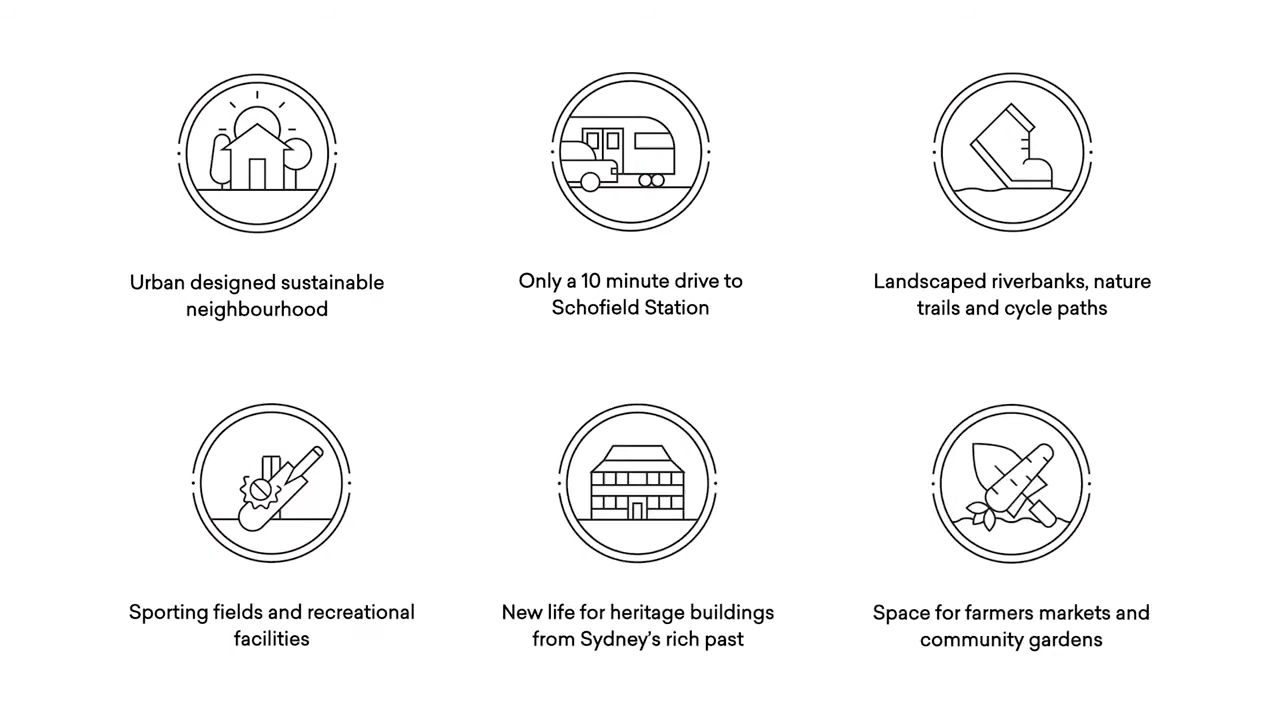 Urban designed sustainable
neighbourhood
Only a 10 minute drive to
Schofield Station
Landscaped riverbanks, nature
trails and cycle paths
Sporting fields and recreational
facilities
New life for heritage buildings
from Sydney's rich past
Space for farmers markets and
community gardens